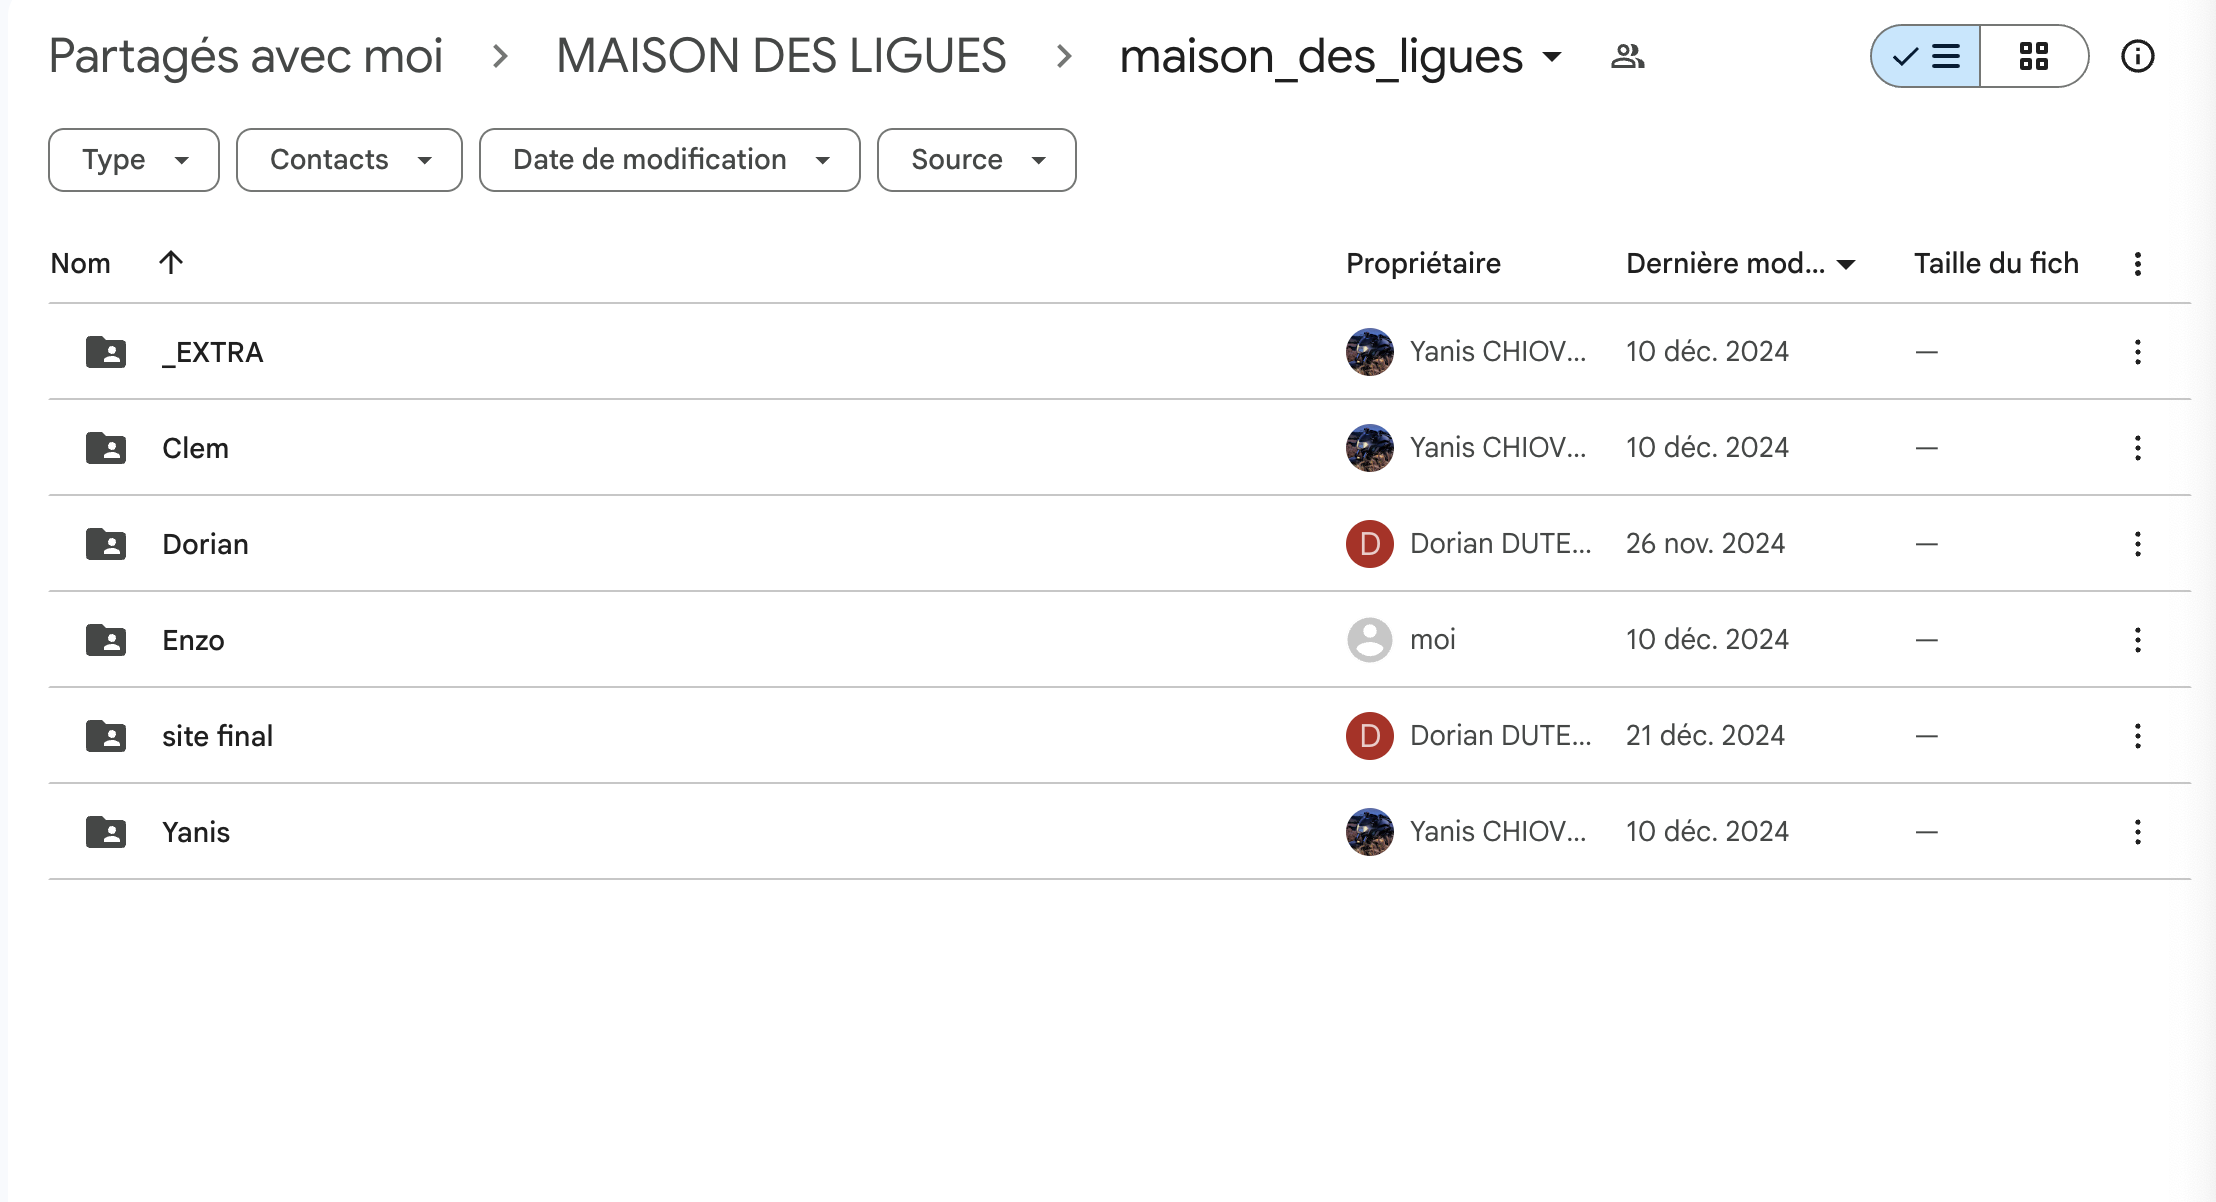 Partagés avec moi > MAISON DES LIGUES > maison_des_ligues
Type Contacts Date de modification Source
Nom Propriétaire Dernière mod... Taille du fich
_EXTRA Yanis CHIOV... 10 déc. 2024 —
Clem Yanis CHIOV... 10 déc. 2024 —
Dorian D Dorian DUTE... 26 nov. 2024 —
Enzo moi 10 déc. 2024 —
site final D Dorian DUTE... 21 déc. 2024 —
Yanis Yanis CHIOV... 10 déc. 2024 —